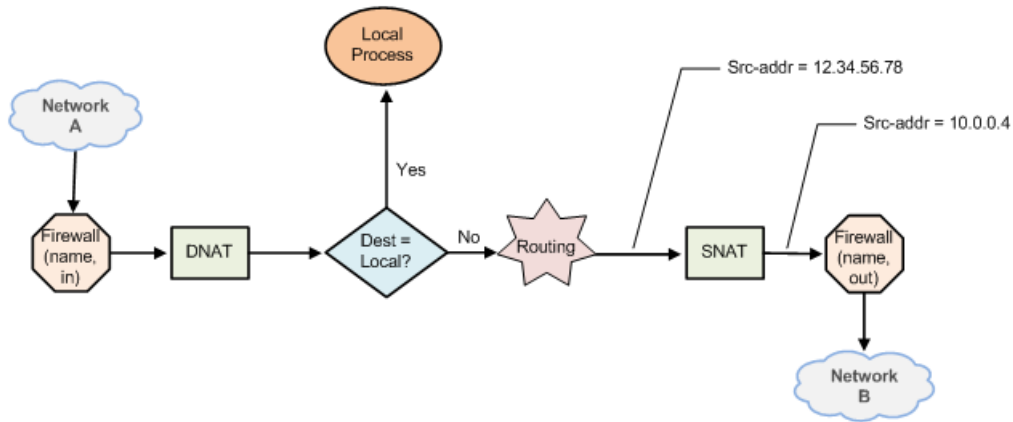 Local
Process
Src-addr = 12.34.56.78
Network
A
Src-addr = 10.0.0.4
Yes
Firewall
(name,
in)
DNAT
Dest =
Local?
No
Routing
SNAT
Firewall
(name,
out)
Network
B